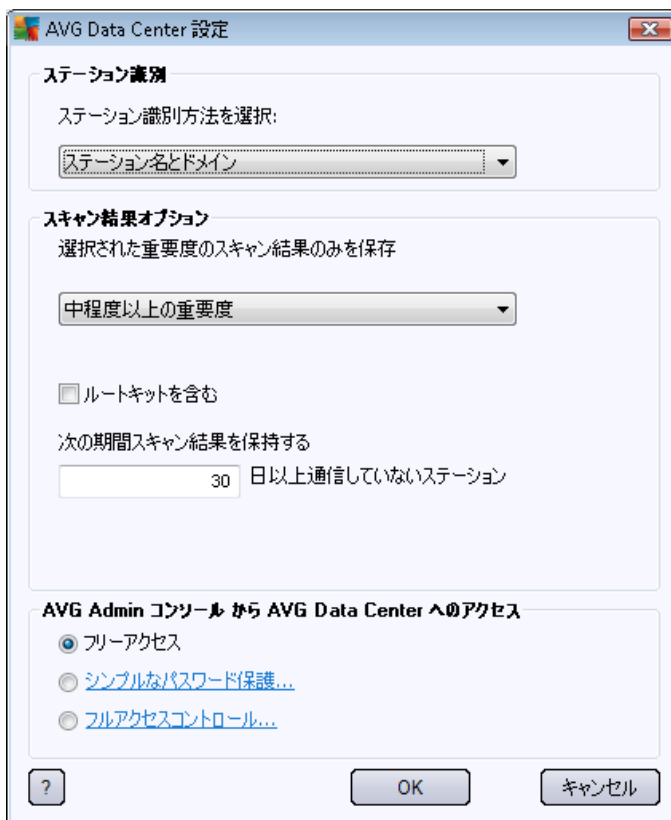 AVG Data Center 設定
ステーション識別
ステーション識別方法を選択:
ステーション名とドメイン
スキャン結果オプション
選択された重要度のスキャン結果のみを保存
中程度以上の重要度
ルートキットを含む
次の期間スキャン結果を保持する
30 日以上通信していないステーション
AVG Admin コンソール から AVG Data Center へのアクセス
フリーアクセス
シンプルなパスワード保護...
フルアクセスコントロール...
? OK キャンセル